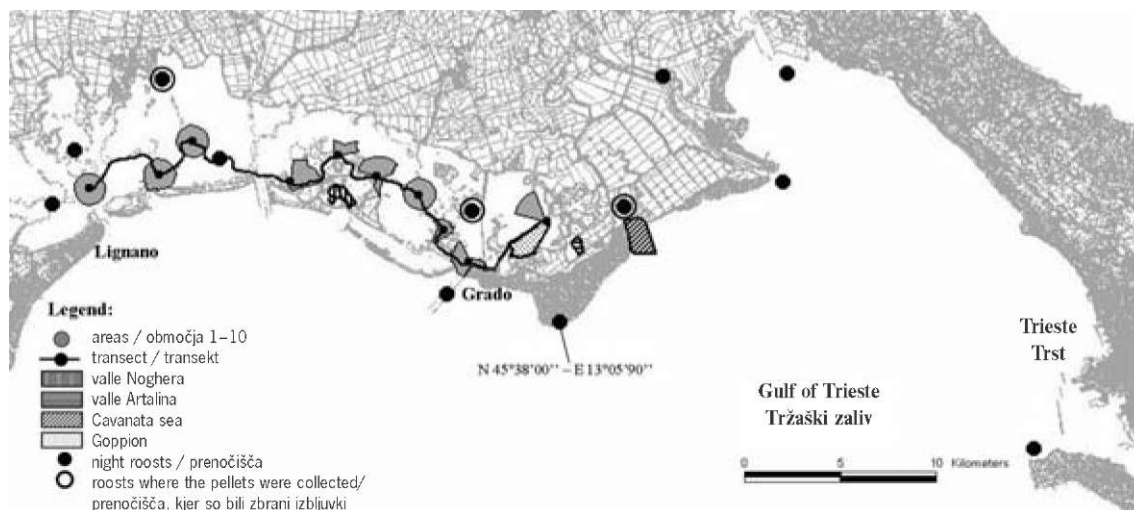 Lignano
Grado
N 45°38'00'' – E 13°05'90''
Trieste
Trst
Gulf of Trieste
Tržaški zaliv
0 5 10 Kilometers
Legend:
areas / območja 1–10
transect / transekt
valle Noghera
valle Artalina
Cavanata sea
Goppion
night roosts / prenočišča
roosts where the pellets were collected/
prenočišča, kjer so bili zbrani izbljuvki